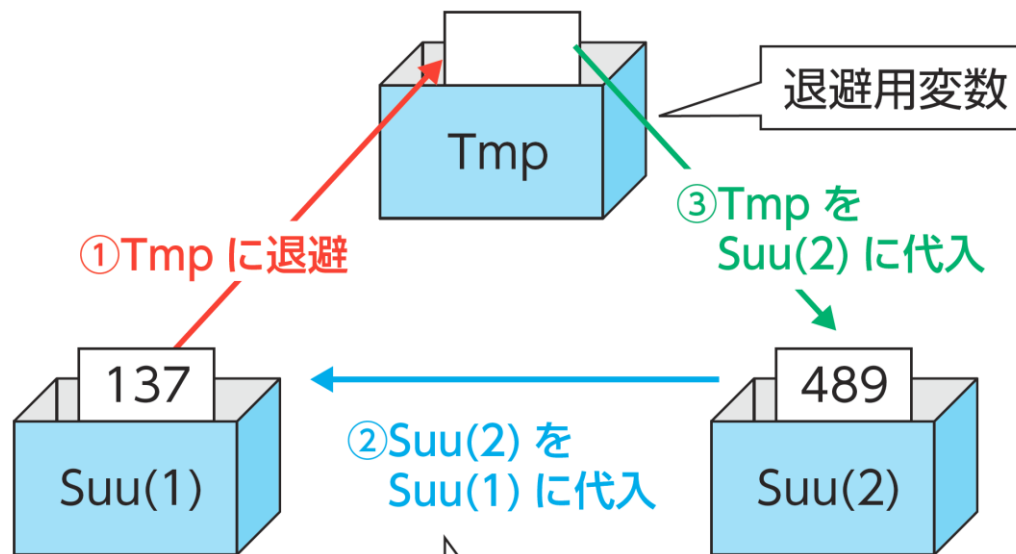 Tmp
退避用変数
①Tmp に退避
③Tmp を
Suu(2) に代入
137
489
②Suu(2) を
Suu(1) に代入
Suu(1)
Suu(2)